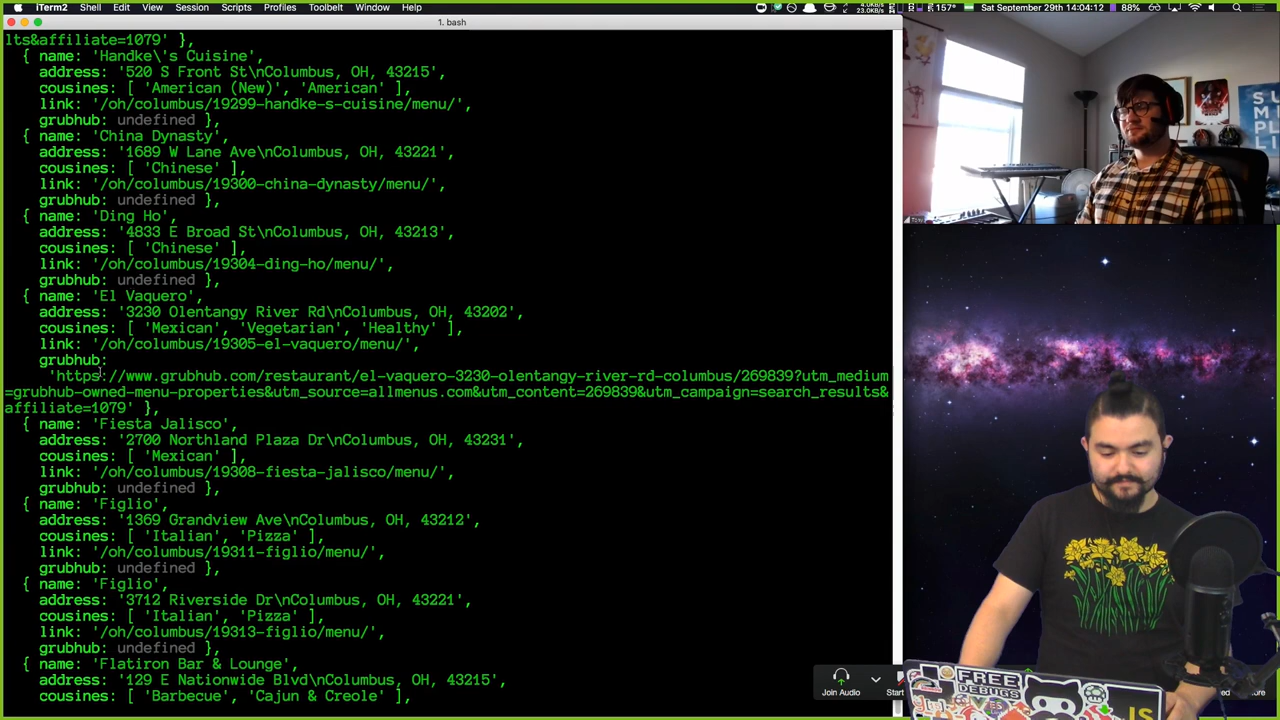 iTerm2 Shell Edit View Session Scripts Profiles Toolbelt Window Help
4.0KB/s
23.0KB/s
157° Sat September 29th 14:04:12 88%
1. bash
lts&affiliate=1079' },
{ name: 'Handke\'s Cuisine',
address: '520 S Front St\nColumbus, OH, 43215',
cousines: [ 'American (New)', 'American' ],
link: '/oh/columbus/19299-handke-s-cuisine/menu/',
grubhub: undefined },
{ name: 'China Dynasty',
address: '1689 W Lane Ave\nColumbus, OH, 43221',
cousines: [ 'Chinese' ],
link: '/oh/columbus/19300-china-dynasty/menu/',
grubhub: undefined },
{ name: 'Ding Ho',
address: '4833 E Broad St\nColumbus, OH, 43213',
cousines: [ 'Chinese' ],
link: '/oh/columbus/19304-ding-ho/menu/',
grubhub: undefined },
{ name: 'El Vaquero',
address: '3230 Olentangy River Rd\nColumbus, OH, 43202',
cousines: [ 'Mexican', 'Vegetarian', 'Healthy' ],
link: '/oh/columbus/19305-el-vaquero/menu/',
grubhub:
'https://www.grubhub.com/restaurant/el-vaquero-3230-olentangy-river-rd-columbus/269839?utm_medium
=grubhub-owned-menu-properties&utm_source=allmenus.com&utm_content=269839&utm_campaign=search_results&
affiliate=1079' },
{ name: 'Fiesta Jalisco',
address: '2700 Northland Plaza Dr\nColumbus, OH, 43231',
cousines: [ 'Mexican' ],
link: '/oh/columbus/19308-fiesta-jalisco/menu/',
grubhub: undefined },
{ name: 'Figlio',
address: '1369 Grandview Ave\nColumbus, OH, 43212',
cousines: [ 'Italian', 'Pizza' ],
link: '/oh/columbus/19311-figlio/menu/',
grubhub: undefined },
{ name: 'Figlio',
address: '3712 Riverside Dr\nColumbus, OH, 43221',
cousines: [ 'Italian', 'Pizza' ],
link: '/oh/columbus/19313-figlio/menu/',
grubhub: undefined },
{ name: 'Flatiron Bar & Lounge',
address: '129 E Nationwide Blvd\nColumbus, OH, 43215',
cousines: [ 'Barbecue', 'Cajun & Creole' ],
Join Audio
Start
SUMPLI
FREE
DEBUGS
JS